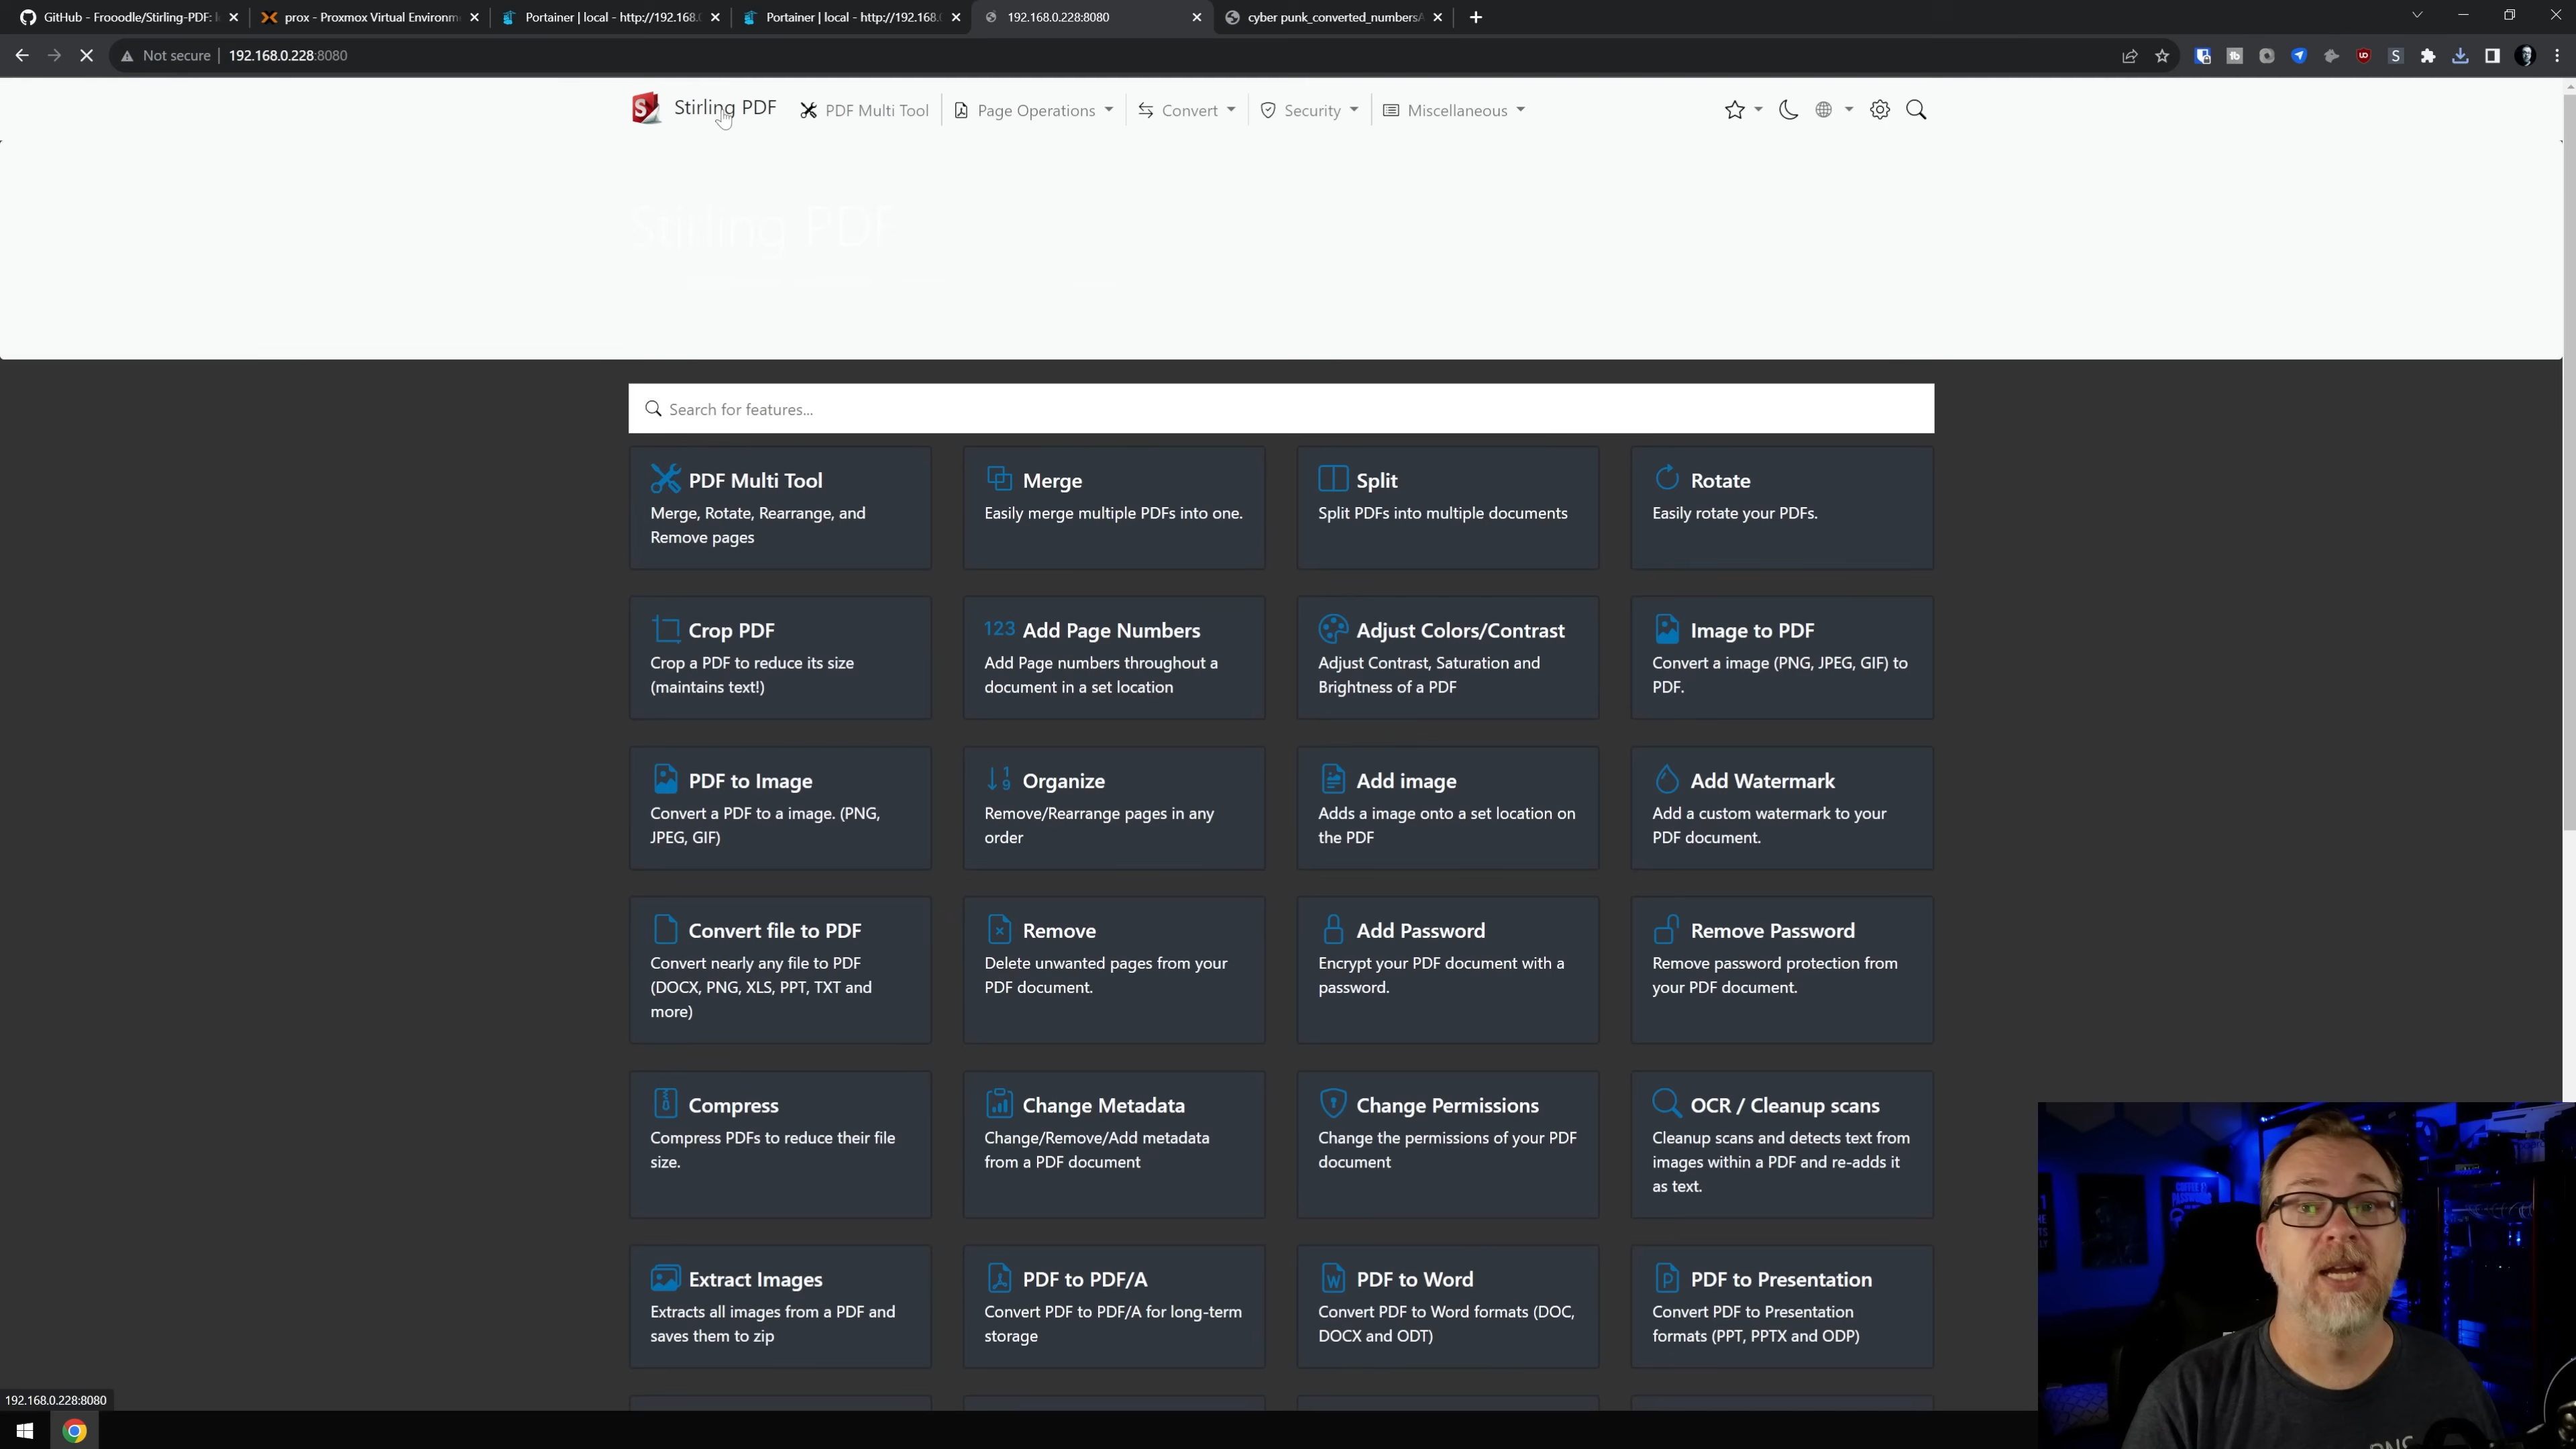 GitHub - Frooodle/Stirling-PDF: l
prox - Proxmox Virtual Environm
Portainer | local - http://192.168.
Portainer | local - http://192.168.
192.168.0.228:8080
cyber punk_converted_numbersA
Not secure
192.168.0.228:8080
Stirling PDF
PDF Multi Tool
Page Operations
Convert
Security
Miscellaneous
Stirling PDF
Search for features...
PDF Multi Tool
Merge, Rotate, Rearrange, and
Remove pages
Merge
Easily merge multiple PDFs into one.
Split
Split PDFs into multiple documents
Rotate
Easily rotate your PDFs.
Crop PDF
Crop a PDF to reduce its size
(maintains text!)
123 Add Page Numbers
Add Page numbers throughout a
document in a set location
Adjust Colors/Contrast
Adjust Contrast, Saturation and
Brightness of a PDF
Image to PDF
Convert a image (PNG, JPEG, GIF) to
PDF.
PDF to Image
Convert a PDF to a image. (PNG,
JPEG, GIF)
Organize
Remove/Rearrange pages in any
order
Add image
Adds a image onto a set location on
the PDF
Add Watermark
Add a custom watermark to your
PDF document.
Convert file to PDF
Convert nearly any file to PDF
(DOCX, PNG, XLS, PPT, TXT and
more)
Remove
Delete unwanted pages from your
PDF document.
Add Password
Encrypt your PDF document with a
password.
Remove Password
Remove password protection from
your PDF document.
Compress
Compress PDFs to reduce their file
size.
Change Metadata
Change/Remove/Add metadata
from a PDF document
Change Permissions
Change the permissions of your PDF
document
OCR / Cleanup scans
Cleanup scans and detects text from
images within a PDF and re-adds it
as text.
Extract Images
Extracts all images from a PDF and
saves them to zip
PDF to PDF/A
Convert PDF to PDF/A for long-term
storage
PDF to Word
Convert PDF to Word formats (DOC,
DOCX and ODT)
PDF to Presentation
Convert PDF to Presentation
formats (PPT, PPTX and ODP)
192.168.0.228:8080